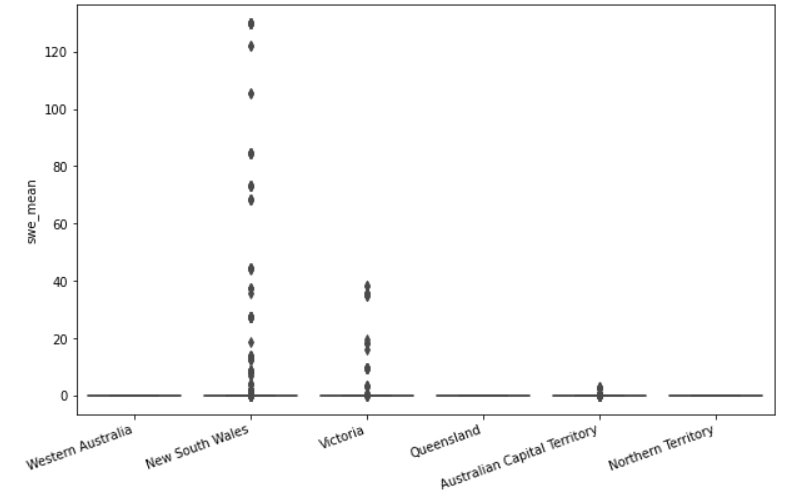 120
100
80
60
40
20
0
swe_mean
Western Australia
New South Wales
Victoria
Queensland
Australian Capital Territory
Northern Territory